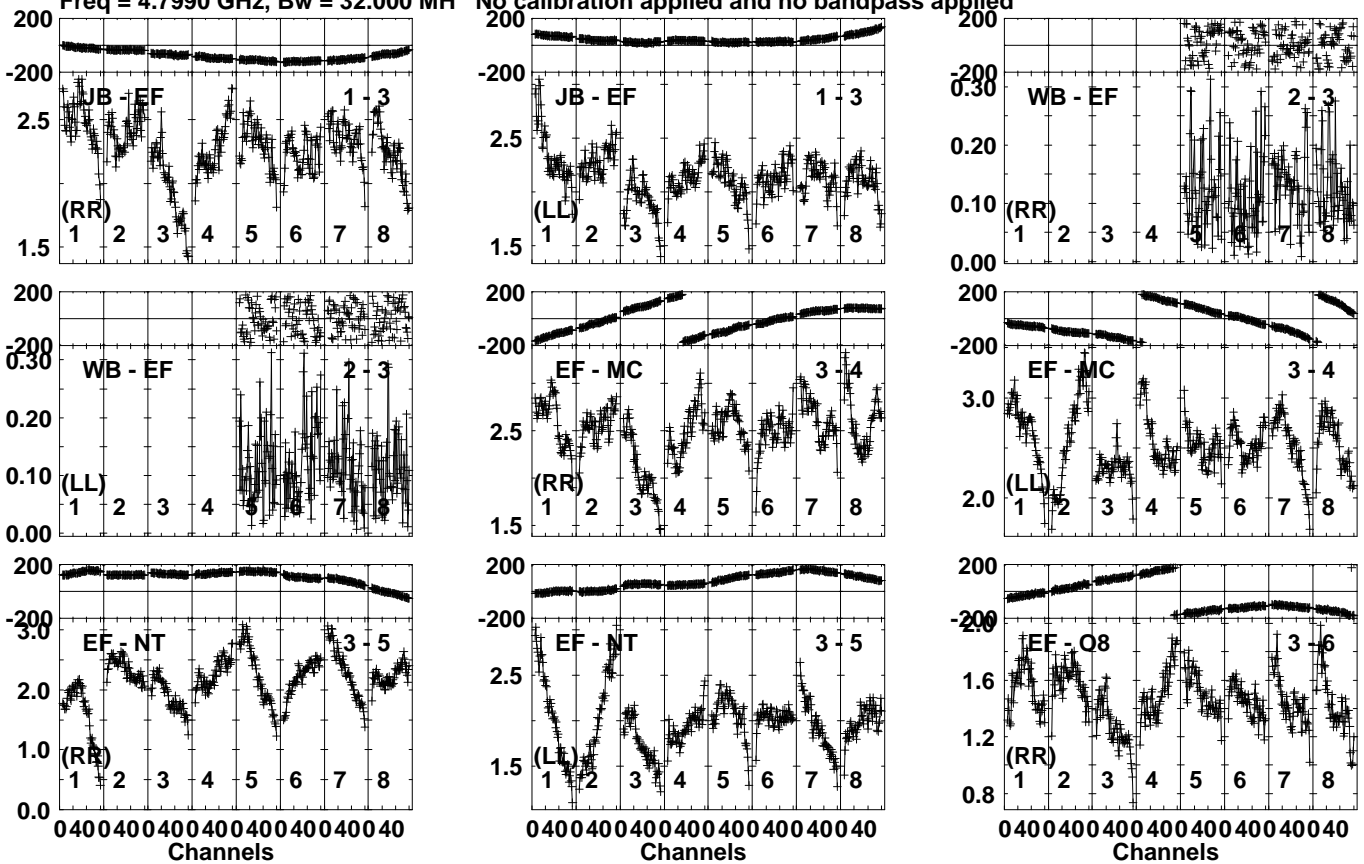 Freq = 4.7990 GHz, Bw = 32.000 MH No calibration applied and no bandpass applied
200 200 200
-200 -200 -200
JB - EF 1 - 3 JB - EF 1 - 3 WB - EF 2 - 3
0.30
2.5 2.5 0.20
(RR) (LL) 0.10 (RR)
1 2 3 4 5 6 7 8 1 2 3 4 5 6 7 8 1 2 3 4 5 6 7 8
1.5 1.5 0.00
200 200 200
-200 -200 -200
0.30
WB - EF 2 - 3 EF - MC 3 - 4 EF - MC 3 - 4
0.20 2.5 3.0
0.10 2.0
(LL) (RR) (LL)
1 2 3 4 5 6 7 8 1 2 3 4 5 6 7 8 1 2 3 4 5 6 7 8
0.00 1.5
200 200 200
-200 -200 -200
3.0 2.0
EF - NT 3 - 5 EF - NT 3 - 5 EF - O8 3 - 6
2.0 2.5 1.6
1.0 1.5 1.2
(RR) (LL) (RR)
1 2 3 4 5 6 7 8 1 2 3 4 5 6 7 8 1 2 3 4 5 6 7 8
0.0 0.8
0 40 0 40 0 40 0 40 0 40 0 40 0 40 0 40 0 40 0 40 0 40 0 40 0 40 0 40 0 40 0 40 0 40 0 40 0 40 0 40 0 40 0 40 0 40 0 40
Channels Channels Channels